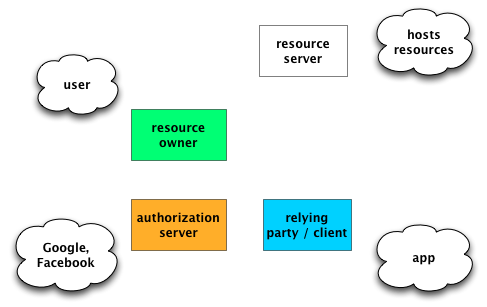 resource
server
hosts
resources
user
resource
owner
authorization
server
relying
party / client
Google,
Facebook
app